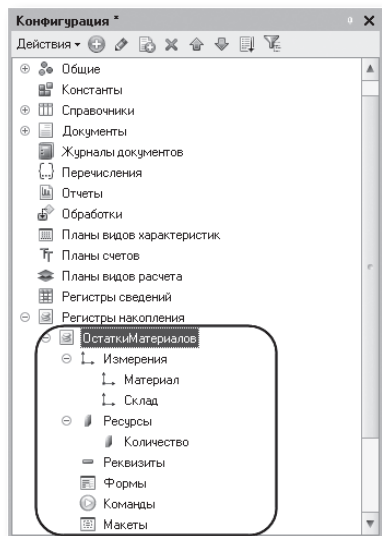 Конфигурация *
Действия
Общие
Константы
Справочники
Документы
Журналы документов
Перечисления
Отчеты
Обработки
Планы видов характеристик
Планы счетов
Планы видов расчета
Регистры сведений
Регистры накопления
ОстаткиМатериалов
Измерения
Материал
Склад
Ресурсы
Количество
Реквизиты
Формы
Команды
Макеты